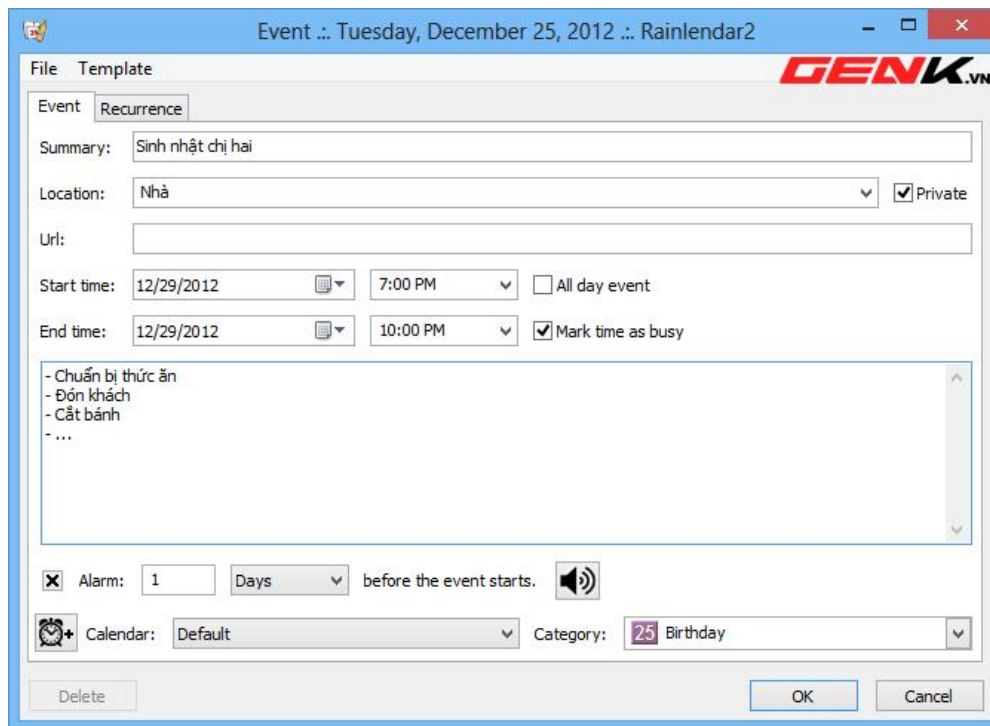 Event .:. Tuesday, December 25, 2012 .:. Rainlendar2
File Template
GENK.VN
Event Recurrence
Summary: Sinh nhật chị hai
Location: Nhà Private
Url:
Start time: 12/29/2012 7:00 PM All day event
End time: 12/29/2012 10:00 PM Mark time as busy
- Chuẩn bị thức ăn
- Đón khách
- Cắt bánh
- ...
Alarm: 1 Days before the event starts.
Calendar: Default Category: 25 Birthday
Delete OK Cancel